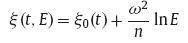 ξ(t, E) = ξ₀(t) + ω²/n ln E